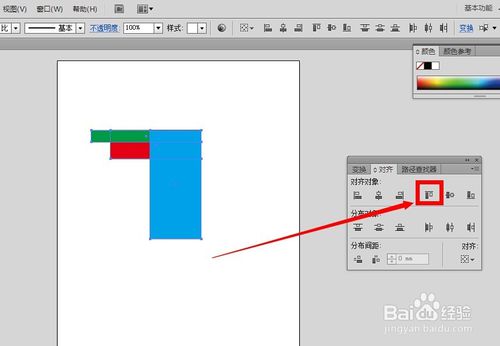 视图(V) 窗口(W) 帮助(H) Br 基本功能
比 基本 不透明度: 100% 样式: 变换
颜色 颜色参考
变换 对齐 路径查找器
对齐对象:
分布对象:
分布间距: 对齐:
0 mm
Baidu经验
jingyan.baidu.com